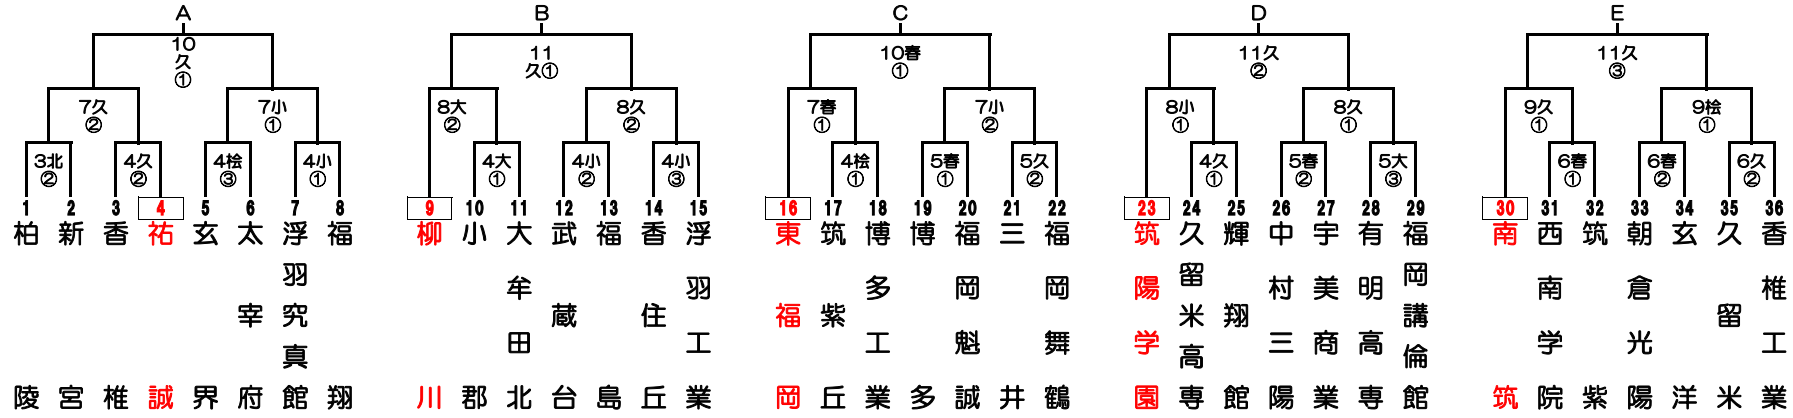 A B C D E
10久① 11久① 10春① 11久② 11久③
7久② 7小① 8大② 8久② 7春① 7小② 8小① 8久① 9久① 9桧①
3北② 4久② 4桧③ 4小① 4大① 4小② 4小③ 4桧① 5春① 5久② 4久① 5春② 5大③ 6春① 6春② 6久②
1 柏陵
2 新宮
3 香椎
4 祐誠
5 玄界
6 太宰府
7 浮羽究真館
8 福翔
9 柳川
10 小郡
11 大牟田北
12 武蔵台
13 福島
14 香住丘
15 浮羽工業
16 東福岡
17 筑紫丘
18 博多工業
19 博多
20 福岡魁誠
21 三井
22 福岡舞鶴
23 筑陽学園
24 久留米高専
25 輝翔館
26 中村三陽
27 宇美商業
28 有明高専
29 福岡講倫館
30 南筑
31 西南学院
32 筑紫
33 朝倉光陽
34 玄洋
35 久留米
36 香椎工業